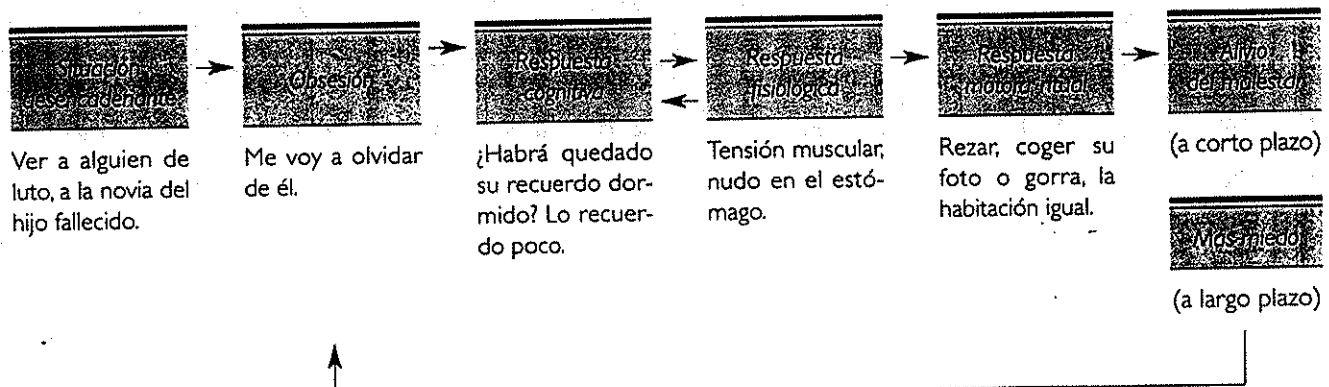 Situación
desencadenante
Ver a alguien de
luto, a la novia del
hijo fallecido.
Obsesión
Me voy a olvidar
de él.
Respuesta
cognitiva
¿Habrá quedado
su recuerdo dor-
mido? Lo recuer-
do poco.
Respuesta
fisiológica
Tensión muscular,
nudo en el estó-
mago.
Respuesta
motora ritual
Rezar, coger su
foto o gorra, la
habitación igual.
Alivio
del malestar
(a corto plazo)
Más miedo
(a largo plazo)